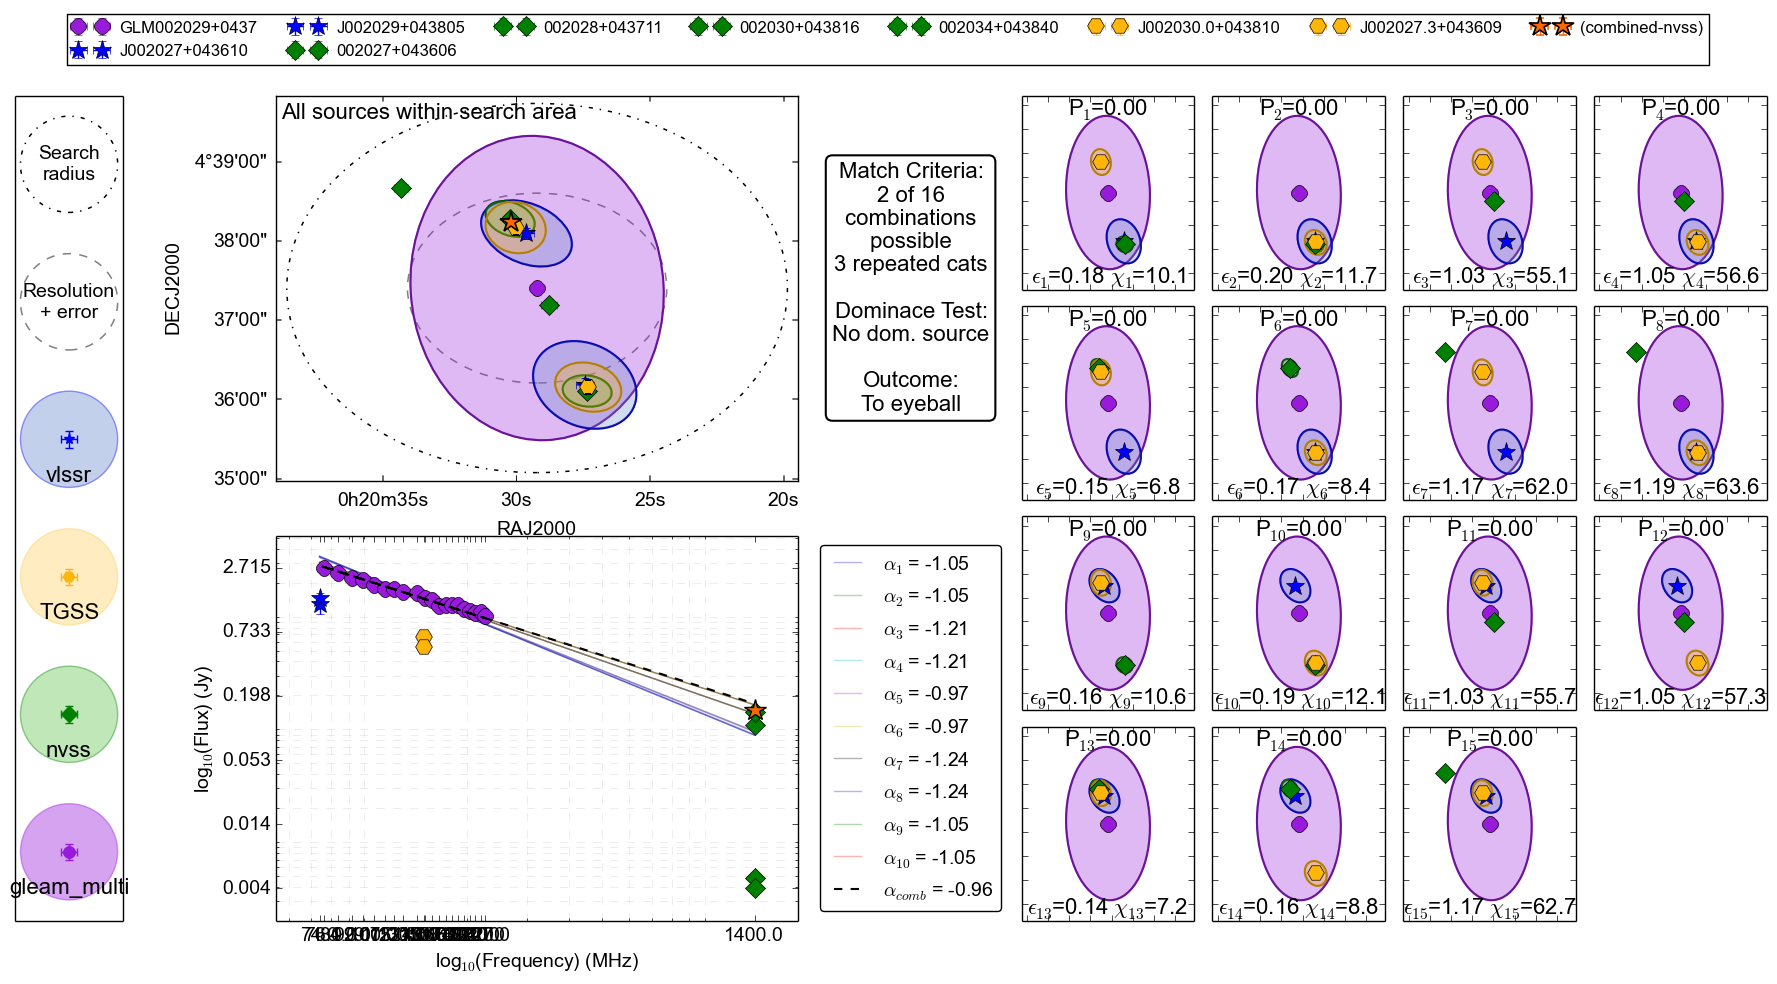 GLM002029+0437
J002029+043805
002028+043711
002030+043816
002034+043840
J002030.0+043810
J002027.3+043609
(combined-nvss)
J002027+043610
002027+043606
Search
radius
Resolution
+ error
vlssr
TGSS
nvss
gleam_multi
All sources within search area
4°39'00"
4°38'00"
37'00"
36'00"
35'00"
DECJ2000
0h20m35s
30s
25s
20s
RAJ2000
Match Criteria:
2 of 16
combinations
possible
3 repeated cats
Dominace Test:
No dom. source
Outcome:
To eyeball
2.715
0.733
0.198
0.053
0.014
0.004
log10(Flux) (Jy)
1400.0
log10(Frequency) (MHz)
α1 = -1.05
α2 = -1.05
α3 = -1.21
α4 = -1.21
α5 = -0.97
α6 = -0.97
α7 = -1.24
α8 = -1.24
α9 = -1.05
α10 = -1.05
αcomb = -0.96
P1=0.00
ϵ1=0.18 χ1=10.1
P2=0.00
ϵ2=0.20 χ2=11.7
P3=0.00
ϵ3=1.03 χ3=55.1
P4=0.00
ϵ4=1.05 χ4=56.6
P5=0.00
ϵ5=0.15 χ5=6.8
P6=0.00
ϵ6=0.17 χ6=8.4
P7=0.00
ϵ7=1.17 χ7=62.0
P8=0.00
ϵ8=1.19 χ8=63.6
P9=0.00
ϵ9=0.16 χ9=10.6
P10=0.00
ϵ10=0.19 χ10=12.1
P11=0.00
ϵ11=1.03 χ11=55.7
P12=0.00
ϵ12=1.05 χ12=57.3
P13=0.00
ϵ13=0.14 χ13=7.2
P14=0.00
ϵ14=0.16 χ14=8.8
P15=0.00
ϵ15=1.17 χ15=62.7